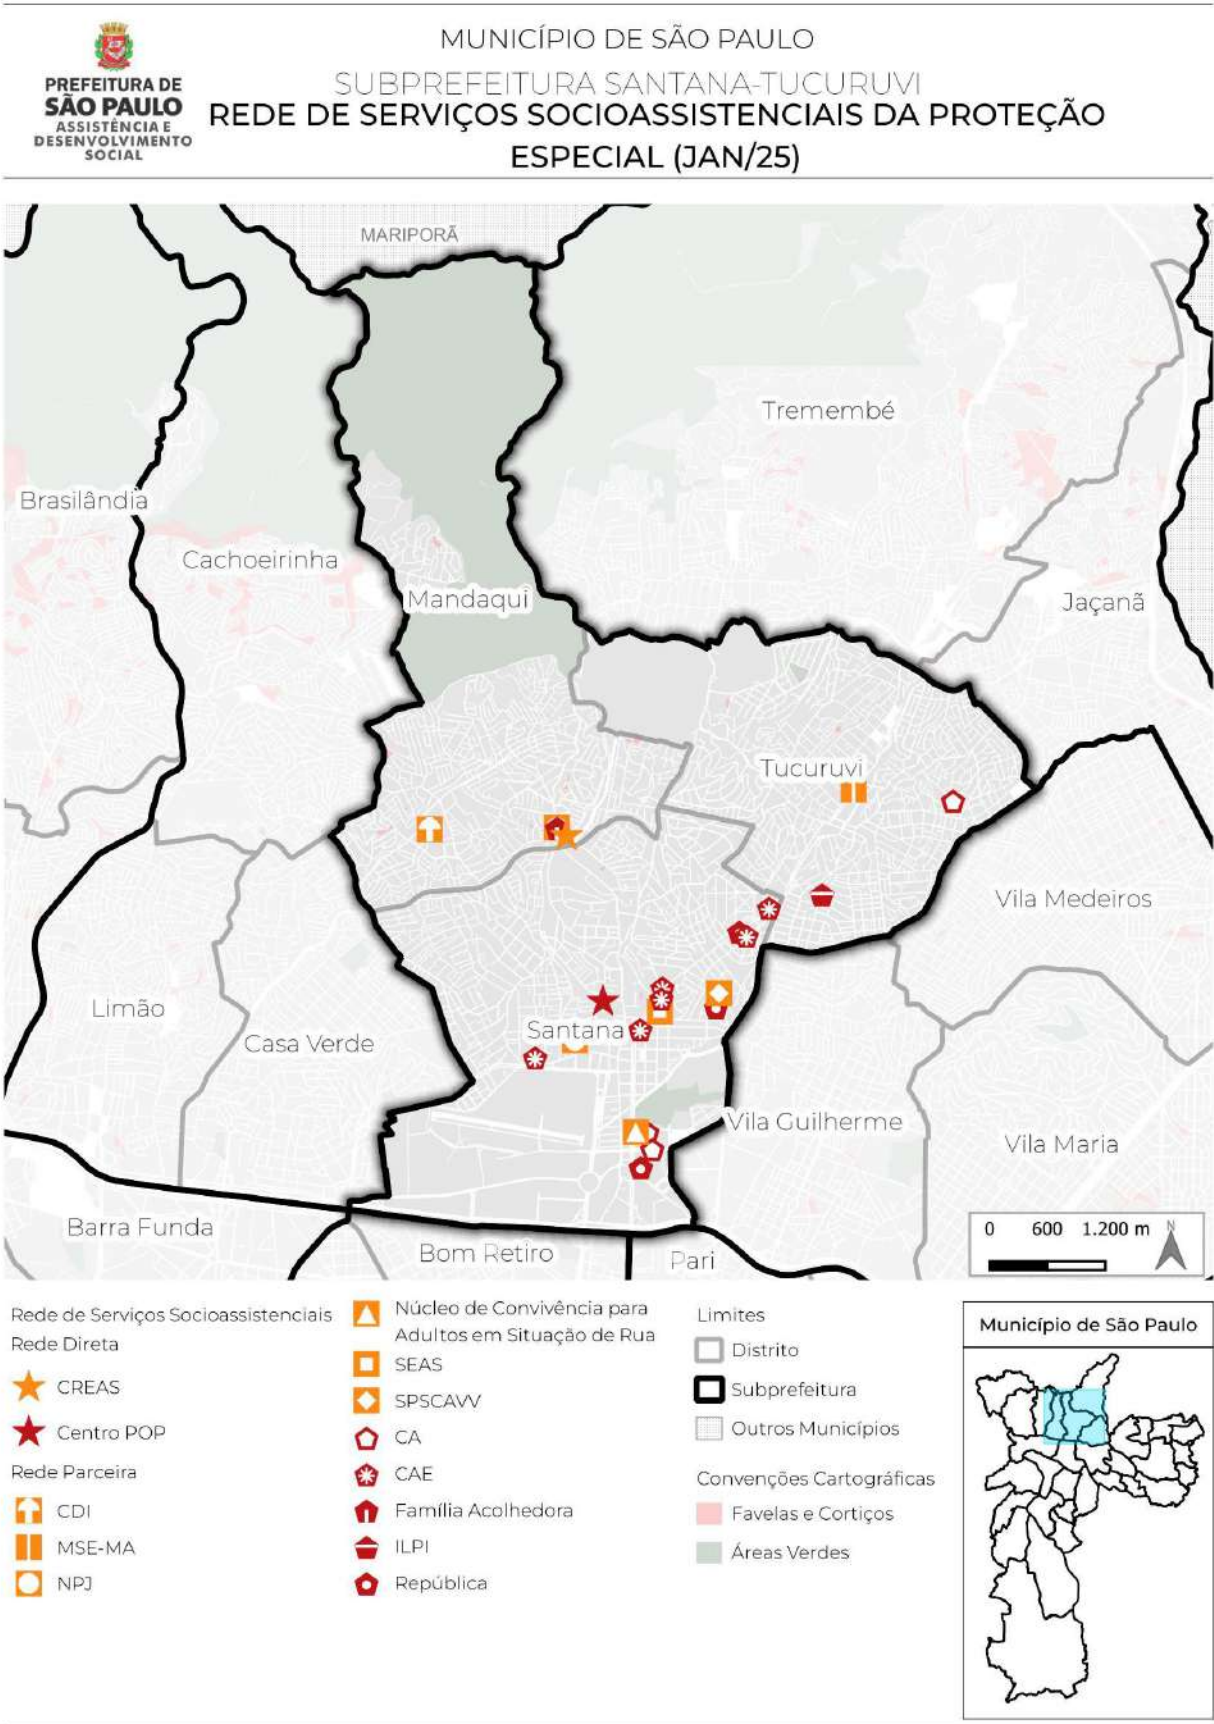 PREFEITURA DE
SÃO PAULO
ASSISTÊNCIA E
DESENVOLVIMENTO
SOCIAL
MUNICÍPIO DE SÃO PAULO
SUBPREFEITURA SANTANA-TUCURUVI
REDE DE SERVIÇOS SOCIOASSISTENCIAIS DA PROTEÇÃO
ESPECIAL (JAN/25)
MARIPORÃ
Tremembé
Brasilândia
Cachoeirinha
Mandaqui
Jaçanã
Tucuruvi
Vila Medeiros
Limão
Santana
Casa Verde
Vila Guilherme
Vila Maria
Barra Funda
Bom Retiro
Pari
0 600 1.200 m
N
Rede de Serviços Socioassistenciais
Rede Direta
CREAS
Centro POP
Rede Parceira
CDI
MSE-MA
NPJ
Núcleo de Convivência para
Adultos em Situação de Rua
SEAS
SPSCAVV
CA
CAE
Família Acolhedora
ILPI
República
Limites
Distrito
Subprefeitura
Outros Municípios
Convenções Cartográficas
Favelas e Cortiços
Áreas Verdes
Município de São Paulo